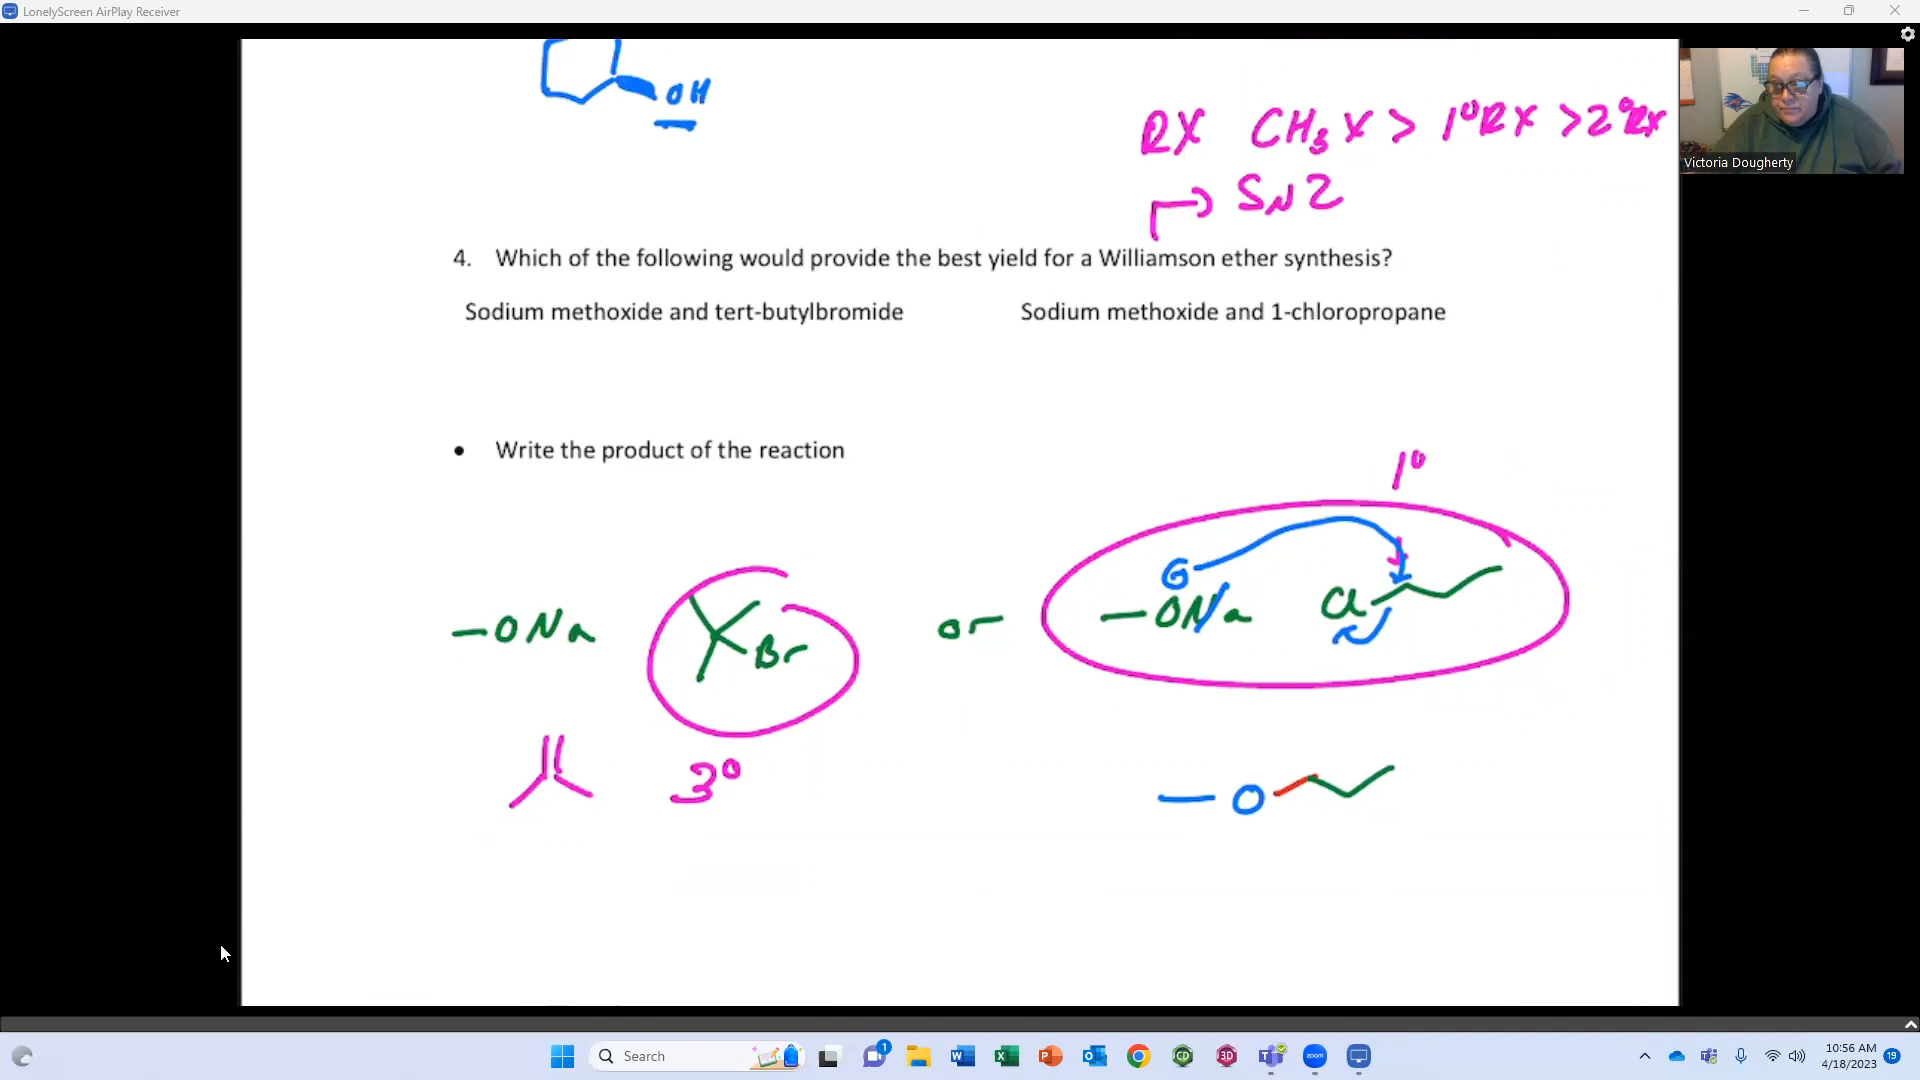 LonelyScreen AirPlay Receiver
OH
RX CH3X > 1°RX > 2°RX
SN2
Victoria Dougherty
4. Which of the following would provide the best yield for a Williamson ether synthesis?
Sodium methoxide and tert-butylbromide Sodium methoxide and 1-chloropropane
• Write the product of the reaction
1°
-ONa Br or -ONa Cl
3° - O
Search 1 10:56 AM
4/18/2023 19